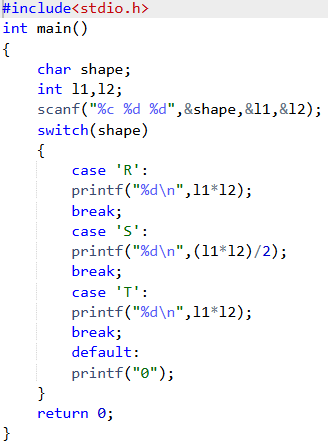 #include<stdio.h>
int main()
{
    char shape;
    int l1,l2;
    scanf("%c %d %d",&shape,&l1,&l2);
    switch(shape)
    {
        case 'R':
        printf("%d\n",l1*l2);
        break;
        case 'S':
        printf("%d\n",(l1*l2)/2);
        break;
        case 'T':
        printf("%d\n",l1*l2);
        break;
        default:
        printf("0");
    }
    return 0;
}